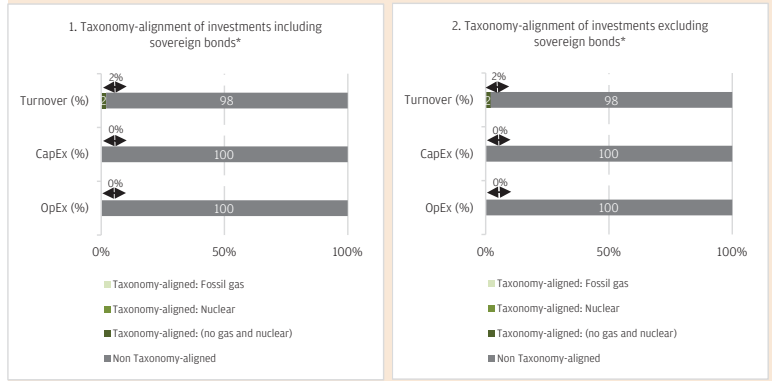 1. Taxonomy-alignment of investments including
sovereign bonds*
2%
Turnover (%)
2
98
0%
CapEx (%)
100
0%
OpEx (%)
100
0%
50%
100%
Taxonomy-aligned: Fossil gas
Taxonomy-aligned: Nuclear
Taxonomy-aligned: (no gas and nuclear)
Non Taxonomy-aligned
2. Taxonomy-alignment of investments excluding
sovereign bonds*
2%
Turnover (%)
2
98
0%
CapEx (%)
100
0%
OpEx (%)
100
0%
50%
100%
Taxonomy-aligned: Fossil gas
Taxonomy-aligned: Nuclear
Taxonomy-aligned: (no gas and nuclear)
Non Taxonomy-aligned